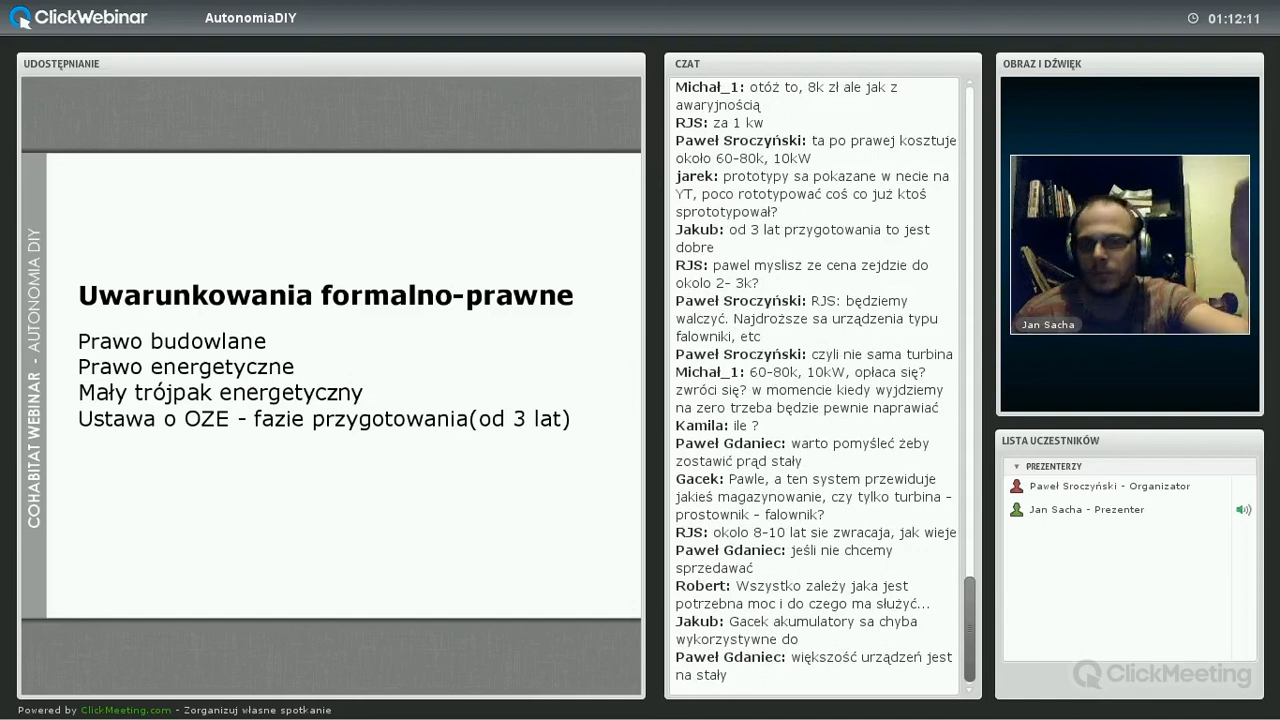 ClickWebinar
AutonomiaDIY
01:12:11
UDOSTĘPNIANIE
COHABITAT WEBINAR - AUTONOMIA DIY
Uwarunkowania formalno-prawne
Prawo budowlane
Prawo energetyczne
Mały trójpak energetyczny
Ustawa o OZE - fazie przygotowania(od 3 lat)
CZAT
Michał_1: otóż to, 8k zł ale jak z
awaryjnością
RJS: za 1 kw
Paweł Sroczyński: ta po prawej kosztuje
około 60-80k, 10kW
jarek: prototypy sa pokazane w necie na
YT, poco rototypować coś co już ktoś
sprototypował?
Jakub: od 3 lat przygotowania to jest
dobre
RJS: pawel myslisz ze cena zejdzie do
około 2- 3k?
Paweł Sroczyński: RJS: będziemy
walczyć. Najdroższe sa urządzenia typu
falowniki, etc
Paweł Sroczyński: czyli nie sama turbina
Michał_1: 60-80k, 10kW, opłaca się?
zwróci się? w momencie kiedy wyjdziemy
na zero trzeba będzie pewnie naprawiać
Kamila: ile ?
Paweł Gdaniec: warto pomyśleć żeby
zostawić prąd stały
Gacek: Pawle, a ten system przewiduje
jakieś magazynowanie, czy tylko turbina -
prostownik - falownik?
RJS: okolo 8-10 lat sie zwracaja, jak wieje
Paweł Gdaniec: jeśli nie chcemy
sprzedawać
Robert: Wszystko zależy jaka jest
potrzebna moc i do czego ma służyć...
Jakub: Gacek akumulatory sa chyba
wykorzystywne do
Paweł Gdaniec: większość urządzeń jest
na stały
OBRAZ I DŹWIĘK
Jan Sacha
LISTA UCZESTNIKÓW
PREZENTERZY
Paweł Sroczyński - Organizator
Jan Sacha - Prezenter
ClickMeeting
Powered by ClickMeeting.com - Zorganizuj własne spotkanie